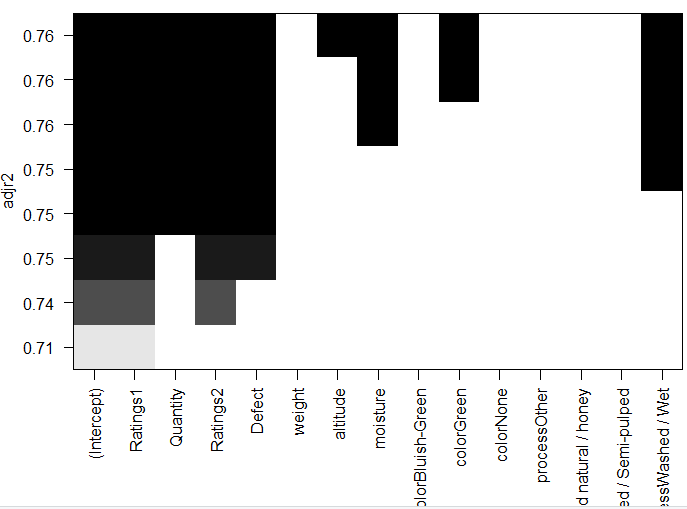 adjr2
0.76
0.76
0.76
0.75
0.75
0.75
0.74
0.71
(Intercept)
Ratings1
Quantity
Ratings2
Defect
weight
altitude
moisture
olorBluish-Green
colorGreen
colorNone
processOther
d natural / honey
ed / Semi-pulped
essWashed / Wet